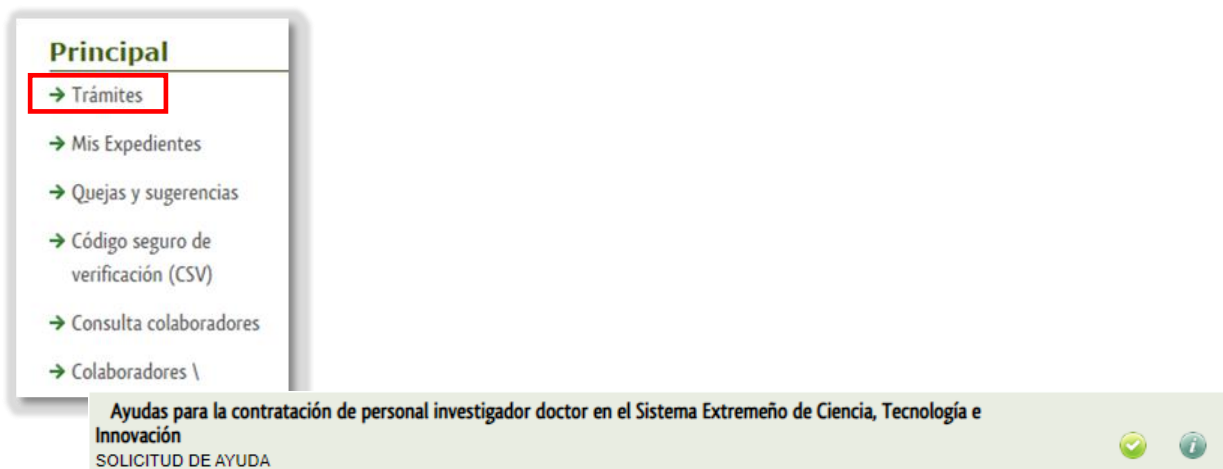 Principal
→ Trámites
→ Mis Expedientes
→ Quejas y sugerencias
→ Código seguro de
verificación (CSV)
→ Consulta colaboradores
→ Colaboradores \
Ayudas para la contratación de personal investigador doctor en el Sistema Extremeño de Ciencia, Tecnología e
Innovación
SOLICITUD DE AYUDA